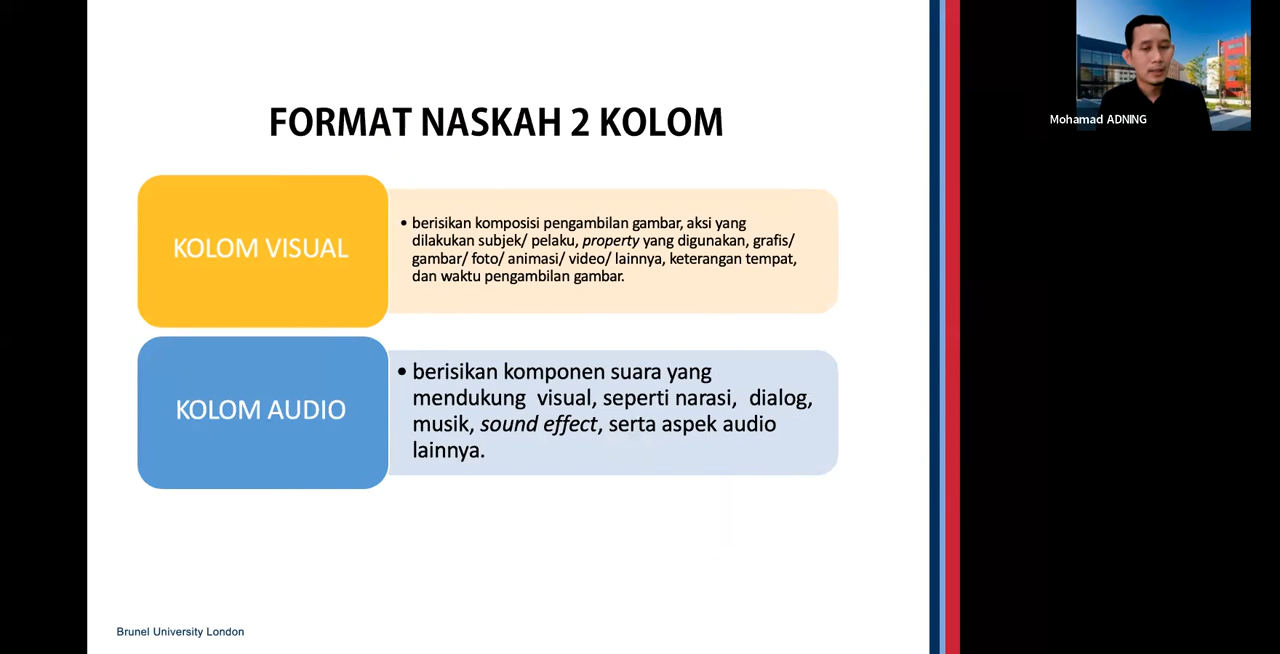 FORMAT NASKAH 2 KOLOM
KOLOM VISUAL
• berisikan komposisi pengambilan gambar, aksi yang
dilakukan subjek/ pelaku, property yang digunakan, grafis/
gambar/ foto/ animasi/ video/ lainnya, keterangan tempat,
dan waktu pengambilan gambar.
KOLOM AUDIO
• berisikan komponen suara yang
mendukung visual, seperti narasi, dialog,
musik, sound effect, serta aspek audio
lainnya.
Brunel University London
Mohamad ADNING